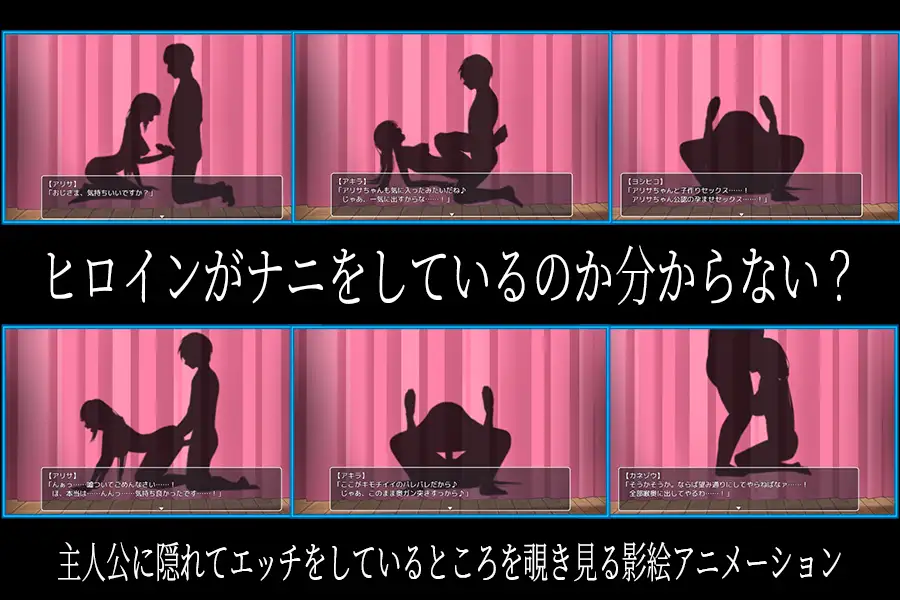 【アリサ】
「おじさま、気持ちいいですか？」
【アキラ】
「アリサちゃんも気に入ったみたいだね♪
じゃあ、一気に出すからな……！」
【ヨシヒコ】
「アリサちゃんと子作りセックス……！
アリサちゃん公認の孕ませセックス……！」
ヒロインがナニをしているのか分からない？
【アリサ】
「んぁっ……嘘ついてごめんなさい……！
ほ、本当は……んんっ……気持ち良かったです……！」
【アキラ】
「ここがキモチイイのバレバレだから♪
じゃあ、このまま奥ガン突きすっから♪」
【カネゾウ】
「そうかそうか。ならば望み通りにしてやらねばなァ……！
全部喉奥に出してやるわ……！」
主人公に隠れてエッチをしているところを覗き見る影絵アニメーション